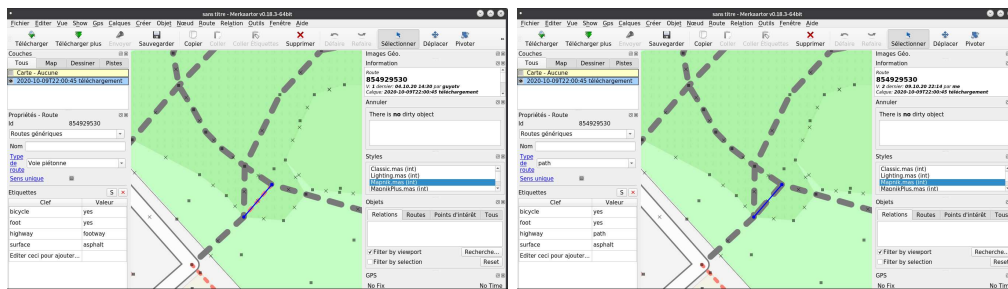 sans titre - Merkaartor v0.18.3-64bit
Fichier Editer Vue Show Gps Calques Créer Objet Nœud Route Relation Outils Fenêtre Aide
Télécharger Télécharger plus Envoyer Sauvegarder Copier Coller Coller Étiquettes Supprimer Défaire Refaire Sélectionner Déplacer Pivoter
Couches
Tous Map Dessiner Pistes
Carte - Aucune
2020-10-09T22:00:45 téléchargement
Propriétés - Route
Id 854929530
Routes génériques
Nom
Type de route Voie piétonne
Sens unique
Etiquettes S
Clef Valeur
bicycle yes
foot yes
highway footway
surface asphalt
Editer ceci pour ajouter...
Images Géo.
Information
Route
854929530
V: 1 dernier: 04.10.20 14:30 par guyotv
Calque: 2020-10-09T22:00:45 téléchargement
Annuler
There is no dirty object
Styles
Classic.mas (int)
Lighting.mas (int)
Mapnik.mas (int)
MapnikPlus.mas (int)
Objets
Relations Routes Points d'intérêt Tous
Filter by viewport Recherche...
Filter by selection Reset
GPS
No Fix No Time
sans titre - Merkaartor v0.18.3-64bit
Fichier Editer Vue Show Gps Calques Créer Objet Nœud Route Relation Outils Fenêtre Aide
Télécharger Télécharger plus Envoyer Sauvegarder Copier Coller Coller Étiquettes Supprimer Défaire Refaire Sélectionner Déplacer Pivoter
Couches
Tous Map Dessiner Pistes
Carte - Aucune
2020-10-09T22:00:45 téléchargement
Propriétés - Route
Id 854929530
Routes génériques
Nom
Type de route path
Sens unique
Etiquettes S
Clef Valeur
bicycle yes
foot yes
highway path
surface asphalt
Editer ceci pour ajouter...
Images Géo.
Information
Route
854929530
V: 2 dernier: 09.10.20 22:14 par me
Calque: 2020-10-09T22:00:45 téléchargement
Annuler
There is no dirty object
Styles
Classic.mas (int)
Lighting.mas (int)
Mapnik.mas (int)
MapnikPlus.mas (int)
Objets
Relations Routes Points d'intérêt Tous
Filter by viewport Recherche...
Filter by selection Reset
GPS
No Fix No Time